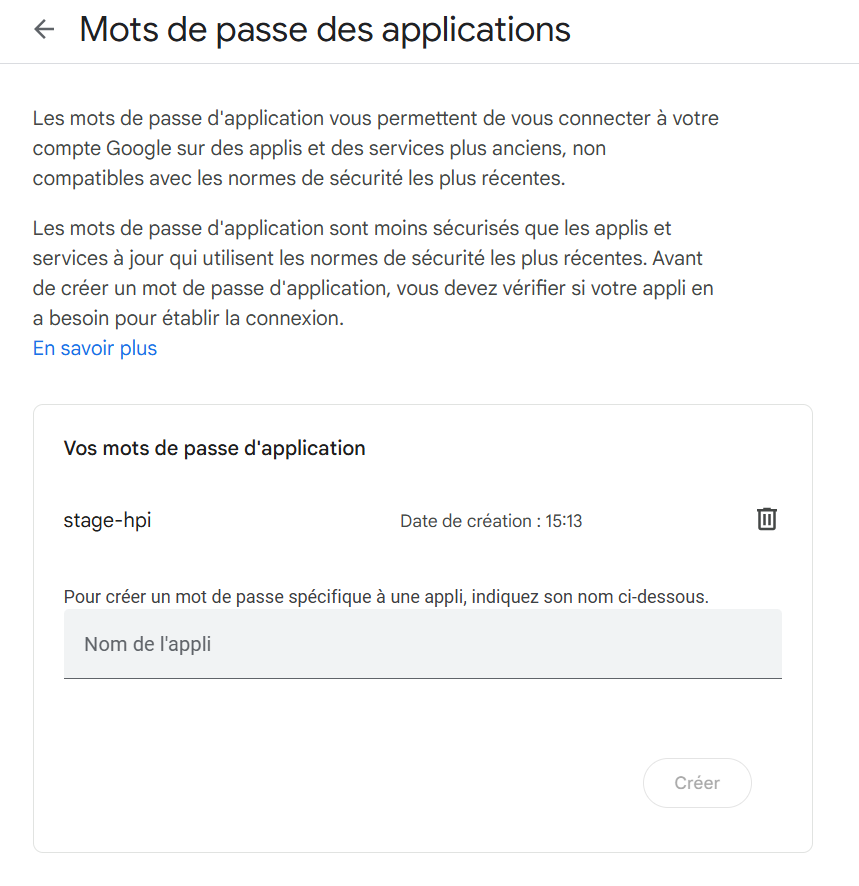 Mots de passe des applications
Les mots de passe d'application vous permettent de vous connecter à votre
compte Google sur des applis et des services plus anciens, non
compatibles avec les normes de sécurité les plus récentes.
Les mots de passe d'application sont moins sécurisés que les applis et
services à jour qui utilisent les normes de sécurité les plus récentes. Avant
de créer un mot de passe d'application, vous devez vérifier si votre appli en
a besoin pour établir la connexion.
En savoir plus
Vos mots de passe d'application
stage-hpi Date de création : 15:13
Pour créer un mot de passe spécifique à une appli, indiquez son nom ci-dessous.
Nom de l'appli
Créer